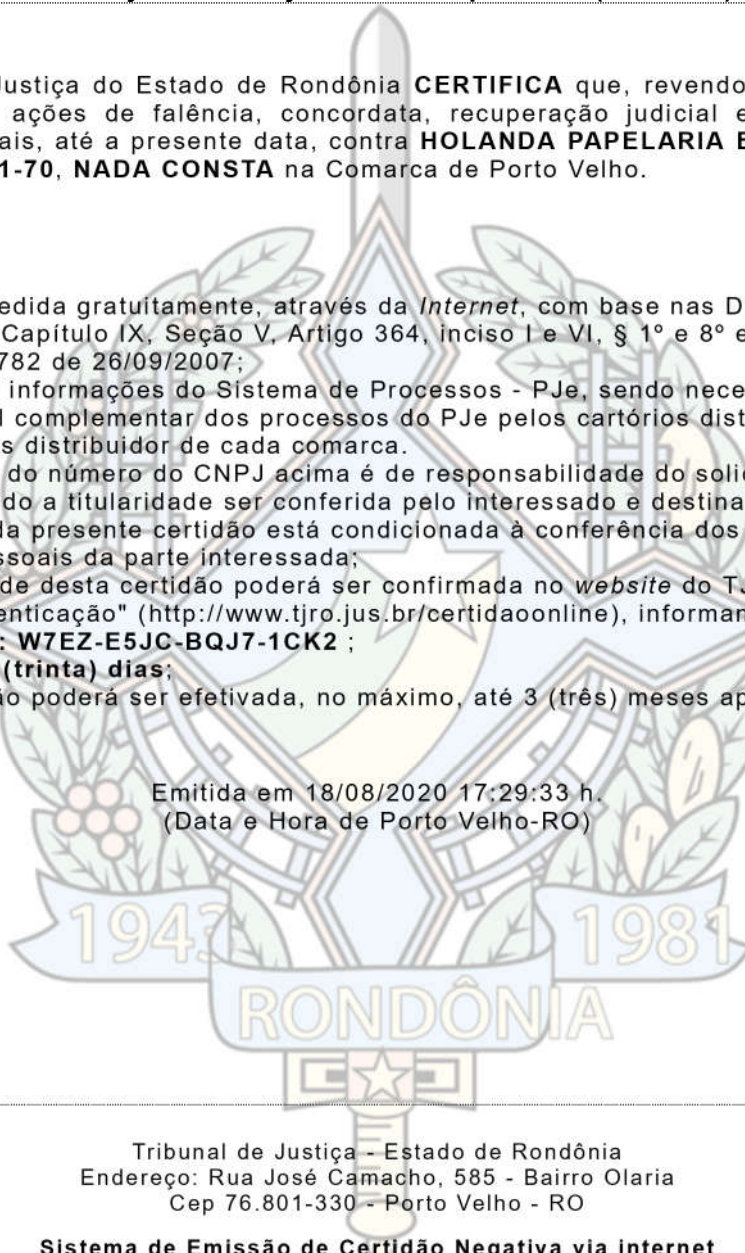 Justiça do Estado de Rondônia CERTIFICA que, revendo
ações de falência, concordata, recuperação judicial e
ais, até a presente data, contra HOLANDA PAPELARIA E
1-70, NADA CONSTA na Comarca de Porto Velho.
edida gratuitamente, através da Internet, com base nas D
Capítulo IX, Seção V, Artigo 364, inciso I e VI, § 1º e 8º e
782 de 26/09/2007;
informações do Sistema de Processos - PJe, sendo nece
l complementar dos processos do PJe pelos cartórios dist
s distribuidor de cada comarca.
do número do CNPJ acima é de responsabilidade do solic
do a titularidade ser conferida pelo interessado e destina
da presente certidão está condicionada à conferência dos
ssoais da parte interessada;
de desta certidão poderá ser confirmada no website do TJ
enticação" (http://www.tjro.jus.br/certidaoonline), informan
: W7EZ-E5JC-BQJ7-1CK2 ;
(trinta) dias;
ão poderá ser efetivada, no máximo, até 3 (três) meses ap
Emitida em 18/08/2020 17:29:33 h.
(Data e Hora de Porto Velho-RO)
1943 1981
RONDÔNIA
Tribunal de Justiça - Estado de Rondônia
Endereço: Rua José Camacho, 585 - Bairro Olaria
Cep 76.801-330 - Porto Velho - RO
Sistema de Emissão de Certidão Negativa via internet